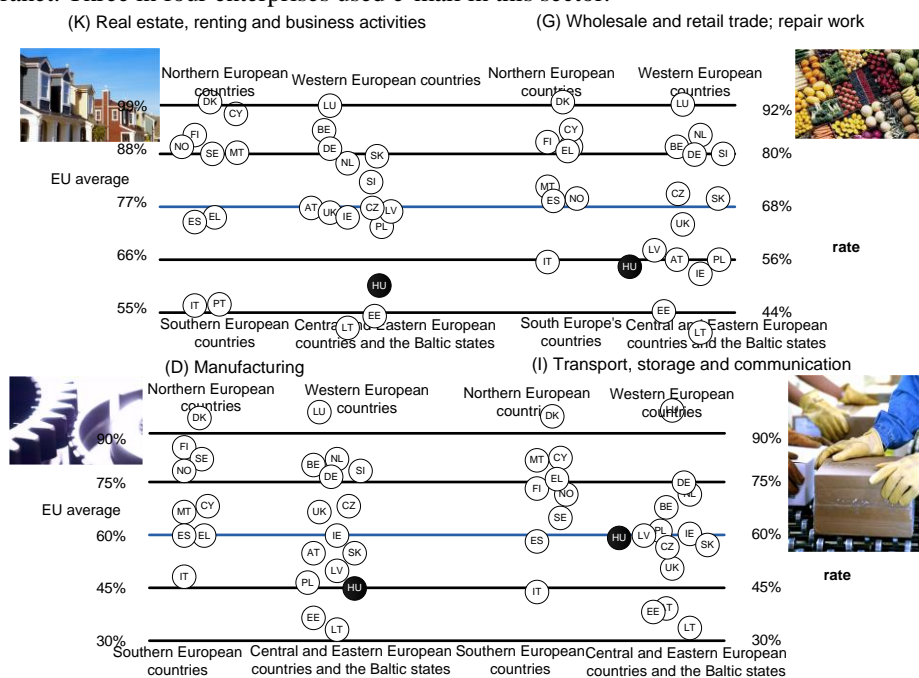 ranet. Three in four enterprises used e-mail in this sector.
(K) Real estate, renting and business activities
(G) Wholesale and retail trade; repair work
Northern European countries
Western European countries
Northern European countries
Western European countries
99%
DK
CY
LU
DK
LU
92%
FI
NO
SE
MT
BE
DE
NL
SK
SI
FI
CY
EL
BE
NL
DE
SI
88%
80%
EU average
77%
AT
UK
IE
CZ
LV
PL
ES
EL
MT
ES
NO
CZ
SK
UK
68%
rate
66%
HU
IT
HU
LV
AT
IE
PL
56%
55%
IT
PT
EE
LT
EE
LT
44%
Southern European countries
Central and Eastern European countries and the Baltic states
South Europe's countries
Central and Eastern European countries and the Baltic states
(D) Manufacturing
(I) Transport, storage and communication
Northern European countries
Western European countries
Northern European countries
Western European countries
DK
LU
DK
90%
90%
FI
SE
NO
BE
NL
DE
SI
MT
CY
EL
FI
NO
DE
NL
75%
75%
EU average
MT
CY
UK
CZ
SE
BE
60%
ES
EL
IE
AT
SK
ES
HU
LV
PL
CZ
IE
SK
UK
60%
rate
45%
IT
PL
LV
HU
IT
45%
EE
LT
EE
LT
30%
30%
Southern European countries
Central and Eastern European countries and the Baltic states
Southern European countries
Central and Eastern European countries and the Baltic states